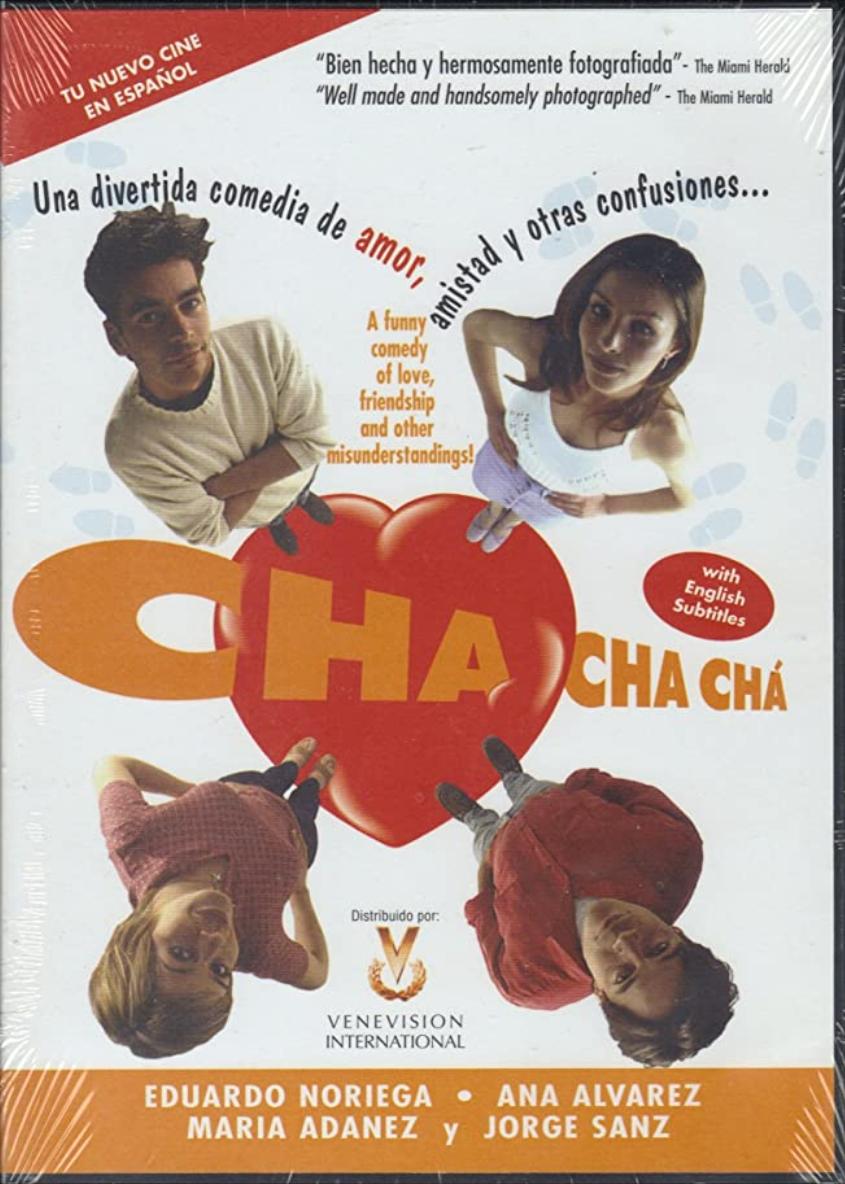 TU NUEVO CINE
EN ESPAÑOL
"Bien hecha y hermosamente fotografiada" - The Miami Herald
"Well made and handsomely photographed" - The Miami Herald
Una divertida comedia de amor, amistad y otras confusiones...
A funny
comedy
of love,
friendship
and other
misunderstandings!
CHA CHA CHÁ
with
English
Subtitles
Distribuido por:
V
VENEVISION
INTERNATIONAL
EDUARDO NORIEGA • ANA ALVAREZ
MARIA ADANEZ y JORGE SANZ